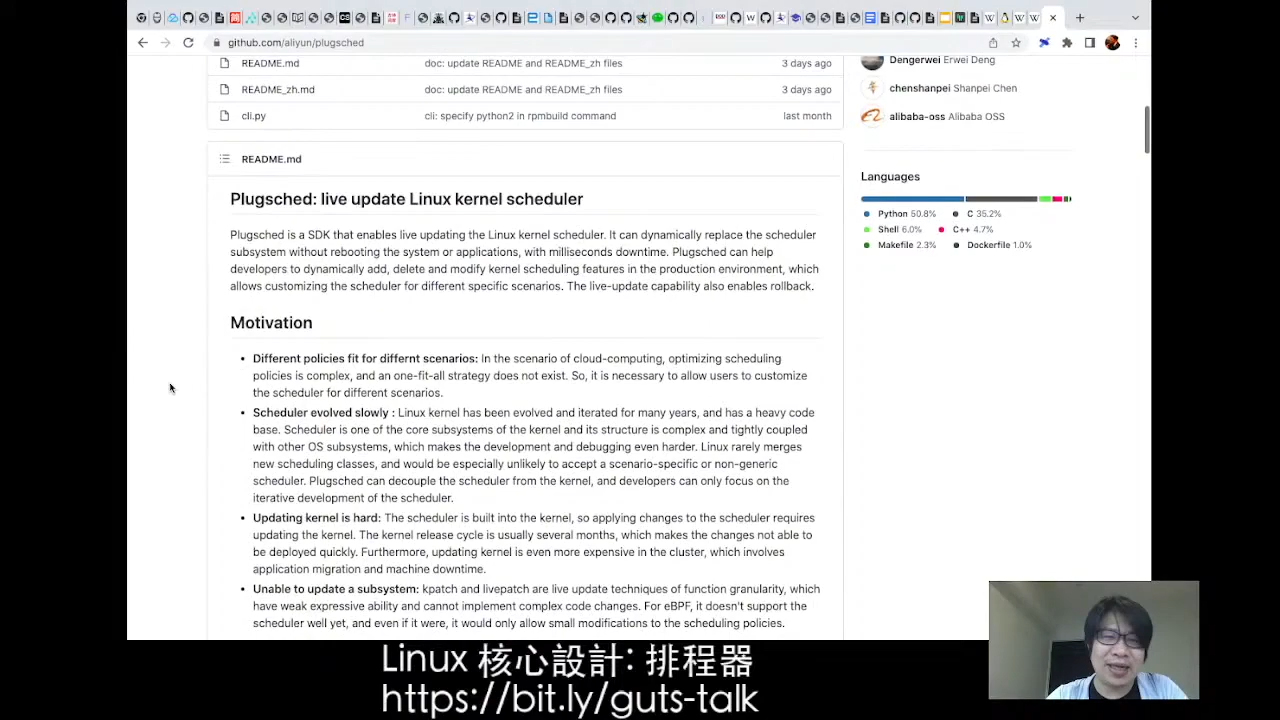 github.com/aliyun/plugsched
README.md doc: update README and README_zh files 3 days ago
README_zh.md doc: update README and README_zh files 3 days ago
cli.py cli: specify python2 in rpmbuild command last month
Dengerwei Erwei Deng
chenshanpei Shanpei Chen
alibaba-oss Alibaba OSS
Languages
Python 50.8% C 35.2%
Shell 6.0% C++ 4.7%
Makefile 2.3% Dockerfile 1.0%
README.md
Plugsched: live update Linux kernel scheduler
Plugsched is a SDK that enables live updating the Linux kernel scheduler. It can dynamically replace the scheduler
subsystem without rebooting the system or applications, with milliseconds downtime. Plugsched can help
developers to dynamically add, delete and modify kernel scheduling features in the production environment, which
allows customizing the scheduler for different specific scenarios. The live-update capability also enables rollback.
Motivation
• Different policies fit for differnt scenarios: In the scenario of cloud-computing, optimizing scheduling
policies is complex, and an one-fit-all strategy does not exist. So, it is necessary to allow users to customize
the scheduler for different scenarios.
• Scheduler evolved slowly : Linux kernel has been evolved and iterated for many years, and has a heavy code
base. Scheduler is one of the core subsystems of the kernel and its structure is complex and tightly coupled
with other OS subsystems, which makes the development and debugging even harder. Linux rarely merges
new scheduling classes, and would be especially unlikely to accept a scenario-specific or non-generic
scheduler. Plugsched can decouple the scheduler from the kernel, and developers can only focus on the
iterative development of the scheduler.
• Updating kernel is hard: The scheduler is built into the kernel, so applying changes to the scheduler requires
updating the kernel. The kernel release cycle is usually several months, which makes the changes not able to
be deployed quickly. Furthermore, updating kernel is even more expensive in the cluster, which involves
application migration and machine downtime.
• Unable to update a subsystem: kpatch and livepatch are live update techniques of function granularity, which
have weak expressive ability and cannot implement complex code changes. For eBPF, it doesn't support the
scheduler well yet, and even if it were, it would only allow small modifications to the scheduling policies.
Linux 核心設計: 排程器
https://bit.ly/guts-talk